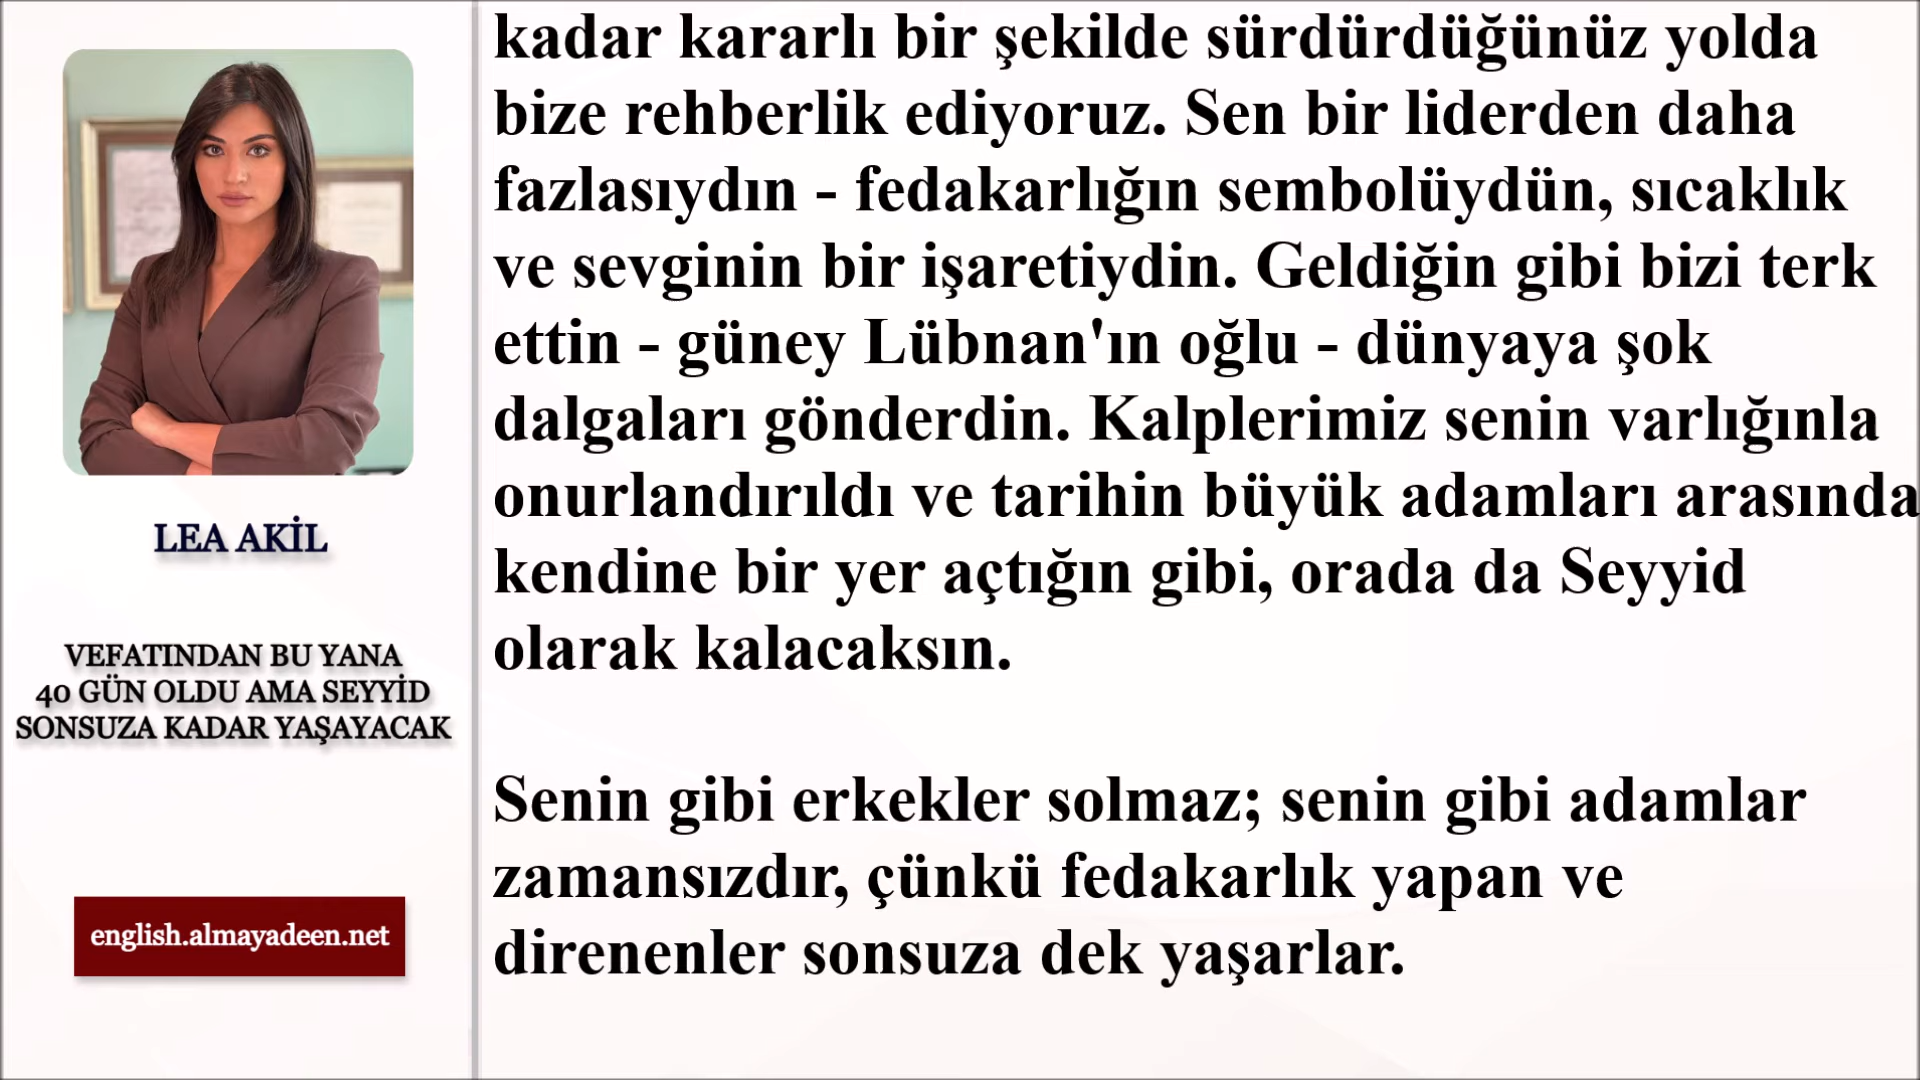 kadar kararlı bir şekilde sürdürdüğünüz yolda
bize rehberlik ediyoruz. Sen bir liderden daha
fazlasıydın - fedakarlığın sembolüydün, sıcaklık
ve sevginin bir işaretiydin. Geldiğin gibi bizi terk
ettin - güney Lübnan'ın oğlu - dünyaya şok
dalgaları gönderdin. Kalplerimiz senin varlığınla
onurlandırıldı ve tarihin büyük adamları arasında
kendine bir yer açtığın gibi, orada da Seyyid
olarak kalacaksın.
Senin gibi erkekler solmaz; senin gibi adamlar
zamansızdır, çünkü fedakarlık yapan ve
direnenler sonsuza dek yaşarlar.
LEA AKİL
VEFATINDAN BU YANA
40 GÜN OLDU AMA SEYYİD
SONSUZA KADAR YAŞAYACAK
english.almayadeen.net